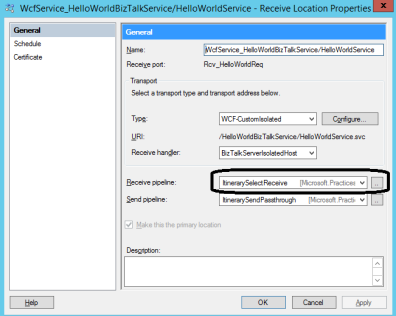 WcfService_HelloWorldBizTalkService/HelloWorldService - Receive Location Properties
General
Schedule
Certificate
General
Name:
WcfService_HelloWorldBizTalkService/HelloWorldService
Receive port:
Rcv_HelloWorldReq
Transport
Select a transport type and transport address below.
Type:
WCF-CustomIsolated
Configure...
URI:
/HelloWorldBizTalkService/HelloWorldService.svc
Receive handler:
BizTalkServerIsolatedHost
Receive pipeline:
ItinerarySelectReceive [Microsoft.Practices
...
Send pipeline:
ItinerarySendPassthrough [Microsoft.Practi
...
Make this the primary location
Description:
Help
OK
Cancel
Apply